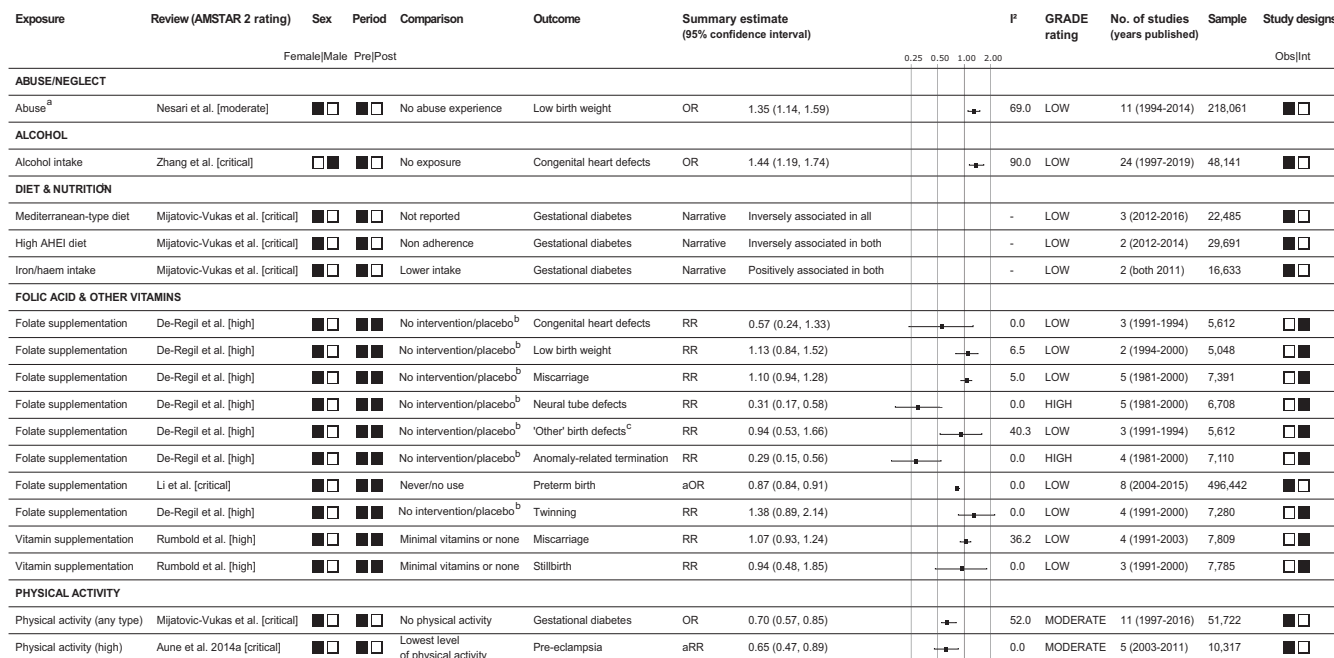 Exposure Review (AMSTAR 2 rating) Sex Period Comparison Outcome Summary estimate I² GRADE No. of studies Sample Study designs
(95% confidence interval) rating (years published)
Female|Male Pre|Post 0.25 0.50 1.00 2.00 Obs|Int
ABUSE/NEGLECT
Abuse^a Nesari et al. [moderate] No abuse experience Low birth weight OR 1.35 (1.14, 1.59) 69.0 LOW 11 (1994-2014) 218,061
ALCOHOL
Alcohol intake Zhang et al. [critical] No exposure Congenital heart defects OR 1.44 (1.19, 1.74) 90.0 LOW 24 (1997-2019) 48,141
DIET & NUTRITION
Mediterranean-type diet Mijatovic-Vukas et al. [critical] Not reported Gestational diabetes Narrative Inversely associated in all - LOW 3 (2012-2016) 22,485
High AHEI diet Mijatovic-Vukas et al. [critical] Non adherence Gestational diabetes Narrative Inversely associated in both - LOW 2 (2012-2014) 29,691
Iron/haem intake Mijatovic-Vukas et al. [critical] Lower intake Gestational diabetes Narrative Positively associated in both - LOW 2 (both 2011) 16,633
FOLIC ACID & OTHER VITAMINS
Folate supplementation De-Regil et al. [high] No intervention/placebo^b Congenital heart defects RR 0.57 (0.24, 1.33) 0.0 LOW 3 (1991-1994) 5,612
Folate supplementation De-Regil et al. [high] No intervention/placebo^b Low birth weight RR 1.13 (0.84, 1.52) 6.5 LOW 2 (1994-2000) 5,048
Folate supplementation De-Regil et al. [high] No intervention/placebo^b Miscarriage RR 1.10 (0.94, 1.28) 5.0 LOW 5 (1981-2000) 7,391
Folate supplementation De-Regil et al. [high] No intervention/placebo^b Neural tube defects RR 0.31 (0.17, 0.58) 0.0 HIGH 5 (1981-2000) 6,708
Folate supplementation De-Regil et al. [high] No intervention/placebo^b 'Other' birth defects^c RR 0.94 (0.53, 1.66) 40.3 LOW 3 (1991-1994) 5,612
Folate supplementation De-Regil et al. [high] No intervention/placebo^b Anomaly-related termination RR 0.29 (0.15, 0.56) 0.0 HIGH 4 (1981-2000) 7,110
Folate supplementation Li et al. [critical] Never/no use Preterm birth aOR 0.87 (0.84, 0.91) 0.0 LOW 8 (2004-2015) 496,442
Folate supplementation De-Regil et al. [high] No intervention/placebo^b Twinning RR 1.38 (0.89, 2.14) 0.0 LOW 4 (1991-2000) 7,280
Vitamin supplementation Rumbold et al. [high] Minimal vitamins or none Miscarriage RR 1.07 (0.93, 1.24) 36.2 LOW 4 (1991-2003) 7,809
Vitamin supplementation Rumbold et al. [high] Minimal vitamins or none Stillbirth RR 0.94 (0.48, 1.85) 0.0 LOW 3 (1991-2000) 7,785
PHYSICAL ACTIVITY
Physical activity (any type) Mijatovic-Vukas et al. [critical] No physical activity Gestational diabetes OR 0.70 (0.57, 0.85) 52.0 MODERATE 11 (1997-2016) 51,722
Physical activity (high) Aune et al. 2014a [critical] Lowest level of physical activity Pre-eclampsia aRR 0.65 (0.47, 0.89) 0.0 MODERATE 5 (2003-2011) 10,317